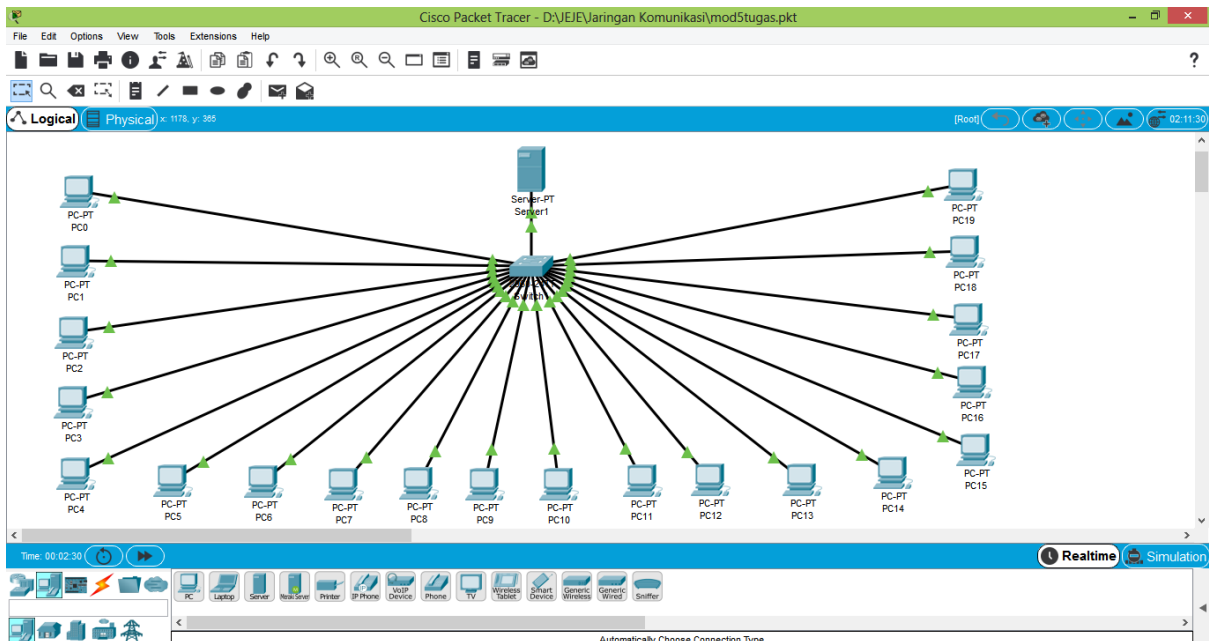 Cisco Packet Tracer - D:\JEJE\Jaringan Komunikasi\mod5tugas.pkt
File Edit Options View Tools Extensions Help
?
Logical Physical x: 1178, y: 365 [Root] 02:11:30
Server-PT
Server1
Switch
PC-PT
PC0
PC-PT
PC1
PC-PT
PC2
PC-PT
PC3
PC-PT
PC4
PC-PT
PC5
PC-PT
PC6
PC-PT
PC7
PC-PT
PC8
PC-PT
PC9
PC-PT
PC10
PC-PT
PC11
PC-PT
PC12
PC-PT
PC13
PC-PT
PC14
PC-PT
PC15
PC-PT
PC16
PC-PT
PC17
PC-PT
PC18
PC-PT
PC19
Time: 00:02:30 Realtime Simulation
PC Laptop Server Printer IP Phone VoIP Device Phone TV Wireless Tablet Smart Device Generic Wireless Generic Wired Sniffer
Automatically Choose Connection Type